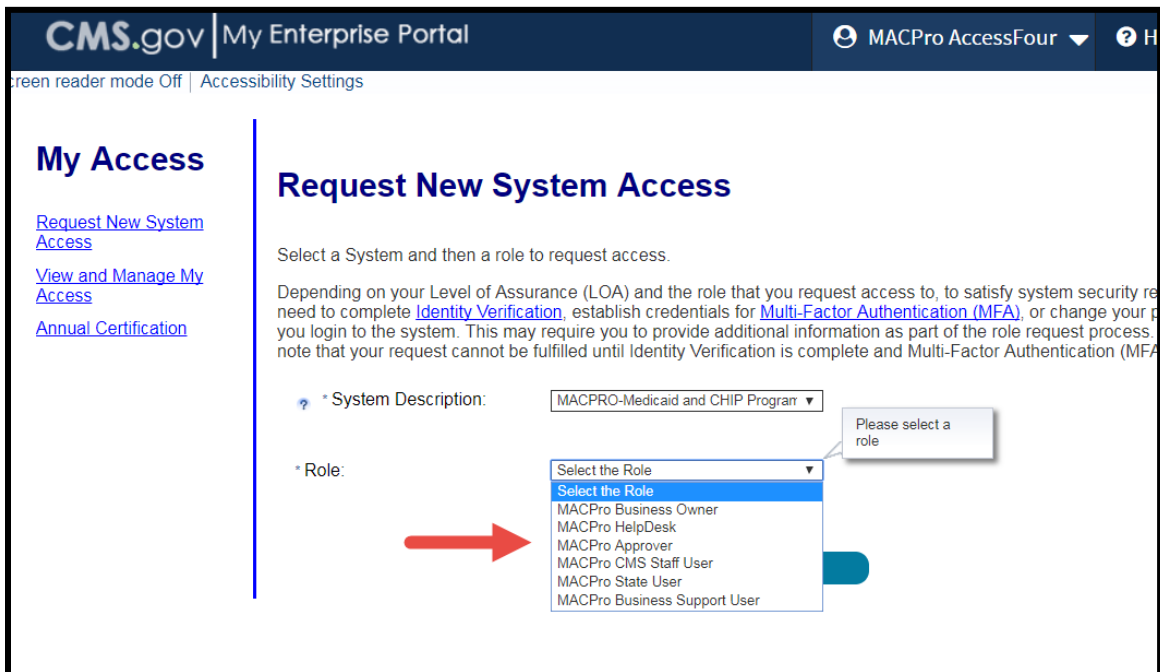 CMS.gov My Enterprise Portal
MACPro AccessFour
Screen reader mode Off | Accessibility Settings
My Access
Request New System
Access
View and Manage My
Access
Annual Certification
Request New System Access
Select a System and then a role to request access.
Depending on your Level of Assurance (LOA) and the role that you request access to, to satisfy system security
need to complete Identity Verification, establish credentials for Multi-Factor Authentication (MFA), or change your
you login to the system. This may require you to provide additional information as part of the role request process.
note that your request cannot be fulfilled until Identity Verification is complete and Multi-Factor Authentication (MFA
* System Description:
MACPRO-Medicaid and CHIP Program
Please select a
role
* Role:
Select the Role
Select the Role
MACPro Business Owner
MACPro HelpDesk
MACPro Approver
MACPro CMS Staff User
MACPro State User
MACPro Business Support User